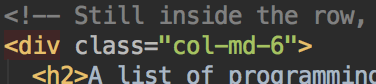 <!-- Still inside the row,
<div class="col-md-6">
<h2>A list of programming